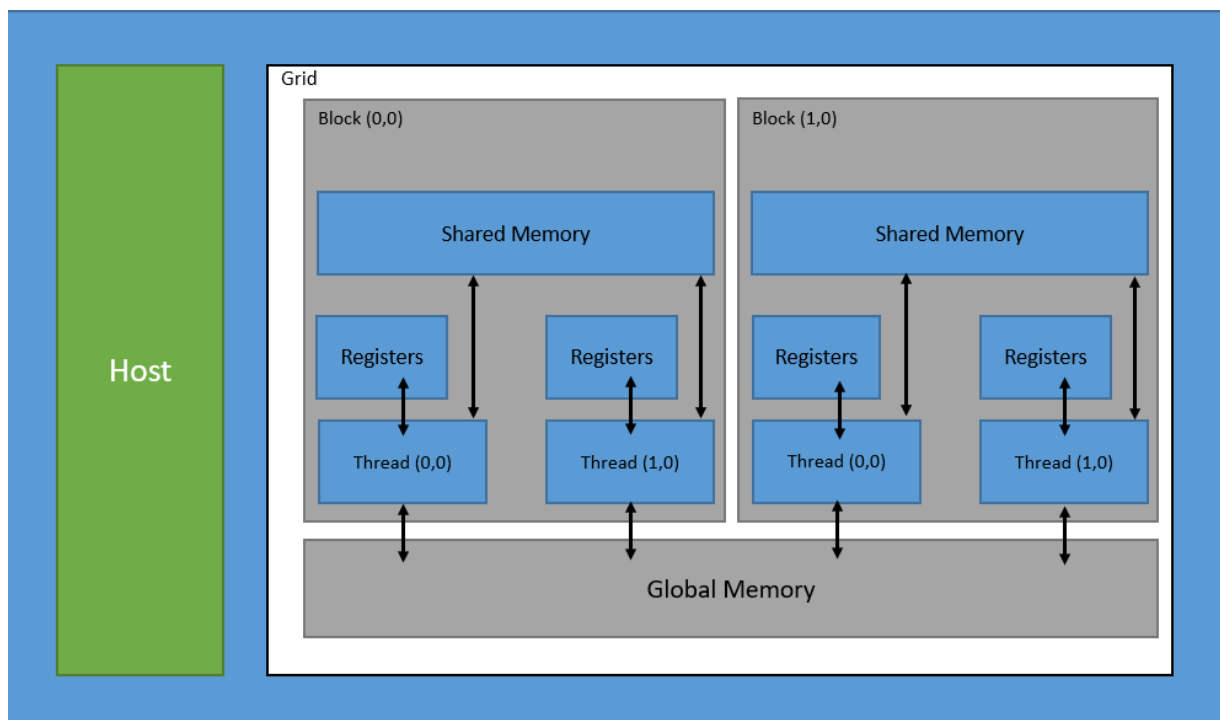 Grid
Block (0,0)
Block (1,0)
Shared Memory
Shared Memory
Host
Registers
Registers
Registers
Registers
Thread (0,0)
Thread (1,0)
Thread (0,0)
Thread (1,0)
Global Memory